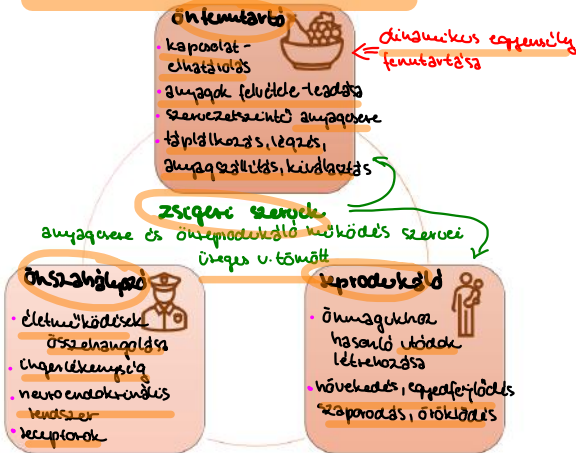 önfenntartó
• kapcsolat-
elhatárolás
• anyagok felvétele-leadása
• szervezetszintű anyagcsere
• táplálkozás, légzés,
anyagszállítás, kiválasztás
dinamikus egyensúly
fenntartása
zsigeri szervek
anyagcsere és önreprodukáló működés szervei
üreges v. tömött
önszabályozó
• életműködések
összehangolása
• ingerlékenység
• neuroendokrinális
rendszer
• receptorok
reprodukáló
• önmagukhoz
hasonló utódok
létrehozása
• növekedés, egyedfejlődés
szaporodás, öröklődés